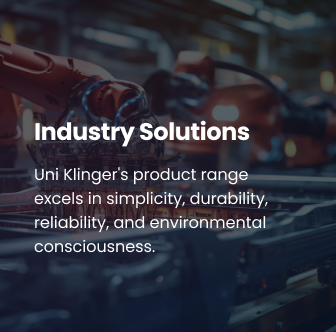 Industry Solutions
Uni Klinger's product range
excels in simplicity, durability,
reliability, and environmental
consciousness.